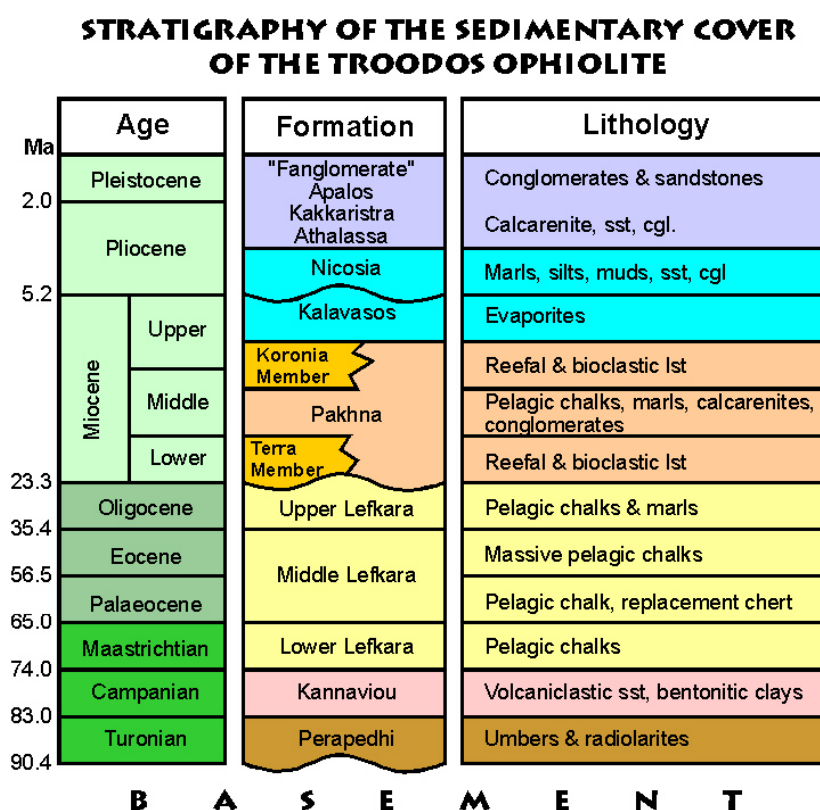 STRATIGRAPHY OF THE SEDIMENTARY COVER
OF THE TROODOS OPHIOLITE
Age
Formation
Lithology
Ma
Pleistocene
"Fanglomerate"
Apalos
Kakkaristra
Athalassa
Conglomerates & sandstones
2.0
Pliocene
Calcarenite, sst, cgl.
Nicosia
Marls, silts, muds, sst, cgl
5.2
Miocene
Upper
Kalavasos
Evaporites
Koronia
Member
Reefal & bioclastic lst
Middle
Pakhna
Pelagic chalks, marls, calcarenites,
conglomerates
Lower
Terra
Member
Reefal & bioclastic lst
23.3
Oligocene
Upper Lefkara
Pelagic chalks & marls
35.4
Eocene
Middle Lefkara
Massive pelagic chalks
56.5
Palaeocene
Pelagic chalk, replacement chert
65.0
Maastrichtian
Lower Lefkara
Pelagic chalks
74.0
Campanian
Kannaviou
Volcaniclastic sst, bentonitic clays
83.0
Turonian
Perapedhi
Umbers & radiolarites
90.4
B A S E M E N T